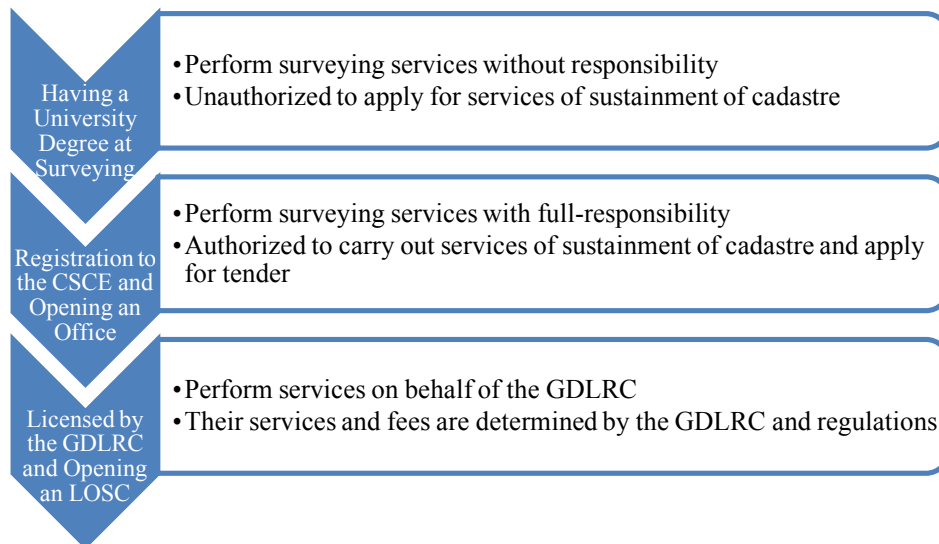 Having a
University
Degree at
Surveying
•Perform surveying services without responsibility
•Unauthorized to apply for services of sustainment of cadastre
Registration to
the CSCE and
Opening an
Office
•Perform surveying services with full-responsibility
•Authorized to carry out services of sustainment of cadastre and apply
for tender
Licensed by
the GDLRC
and Opening
an LOSC
•Perform services on behalf of the GDLRC
•Their services and fees are determined by the GDLRC and regulations